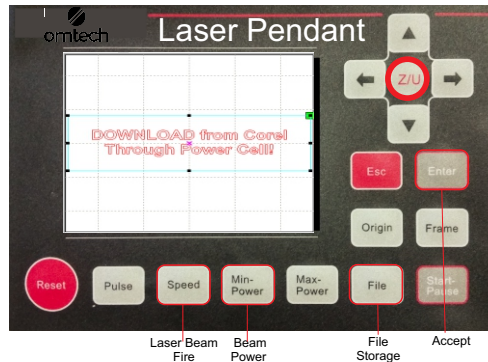 omtech
Laser Pendant
DOWNLOAD from Corel
Through Power Cell!
Z/U
Esc
Enter
Origin
Frame
Reset
Pulse
Speed
Min-
Power
Max-
Power
File
Start-
Pause
Laser Beam
Fire
Beam
Power
File
Storage
Accept